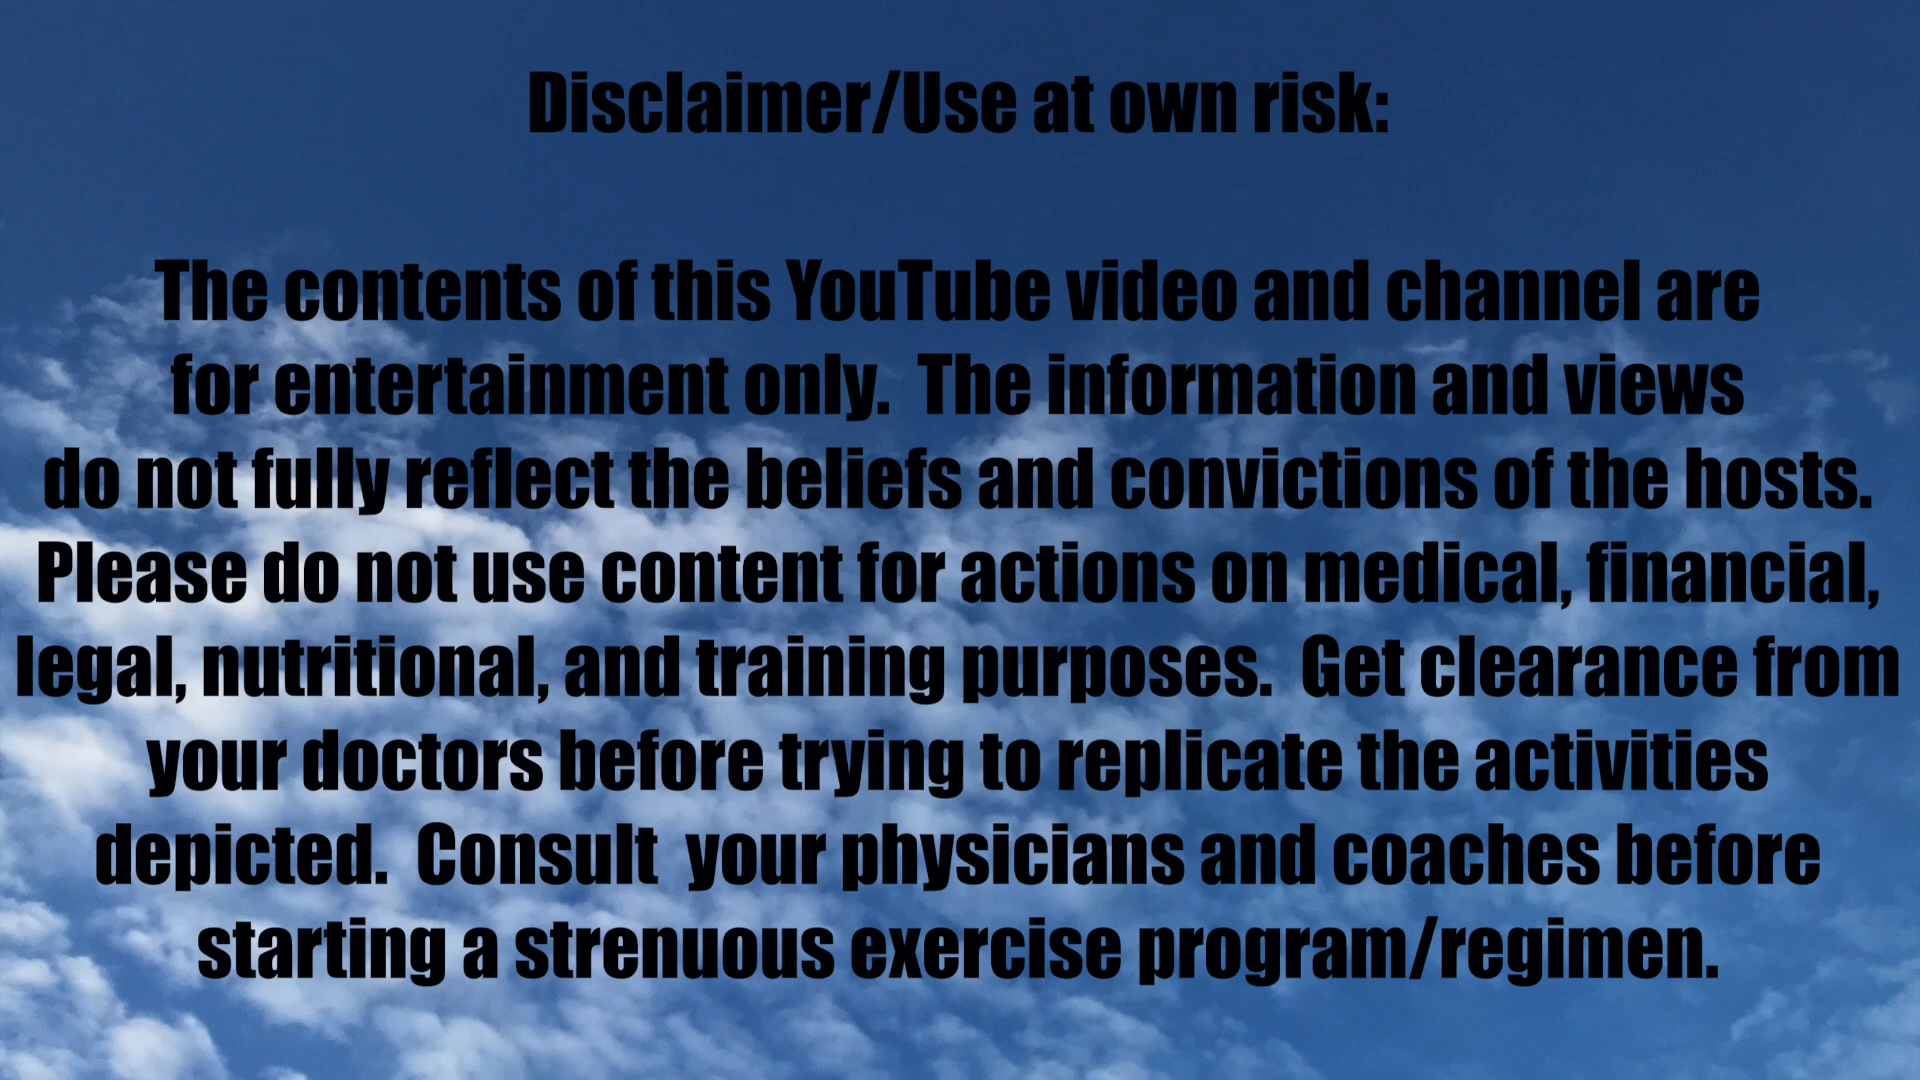 Disclaimer/Use at own risk:
The contents of this YouTube video and channel are
for entertainment only.  The information and views
do not fully reflect the beliefs and convictions of the hosts.
Please do not use content for actions on medical, financial,
legal, nutritional, and training purposes.  Get clearance from
your doctors before trying to replicate the activities
depicted.  Consult  your physicians and coaches before
starting a strenuous exercise program/regimen.